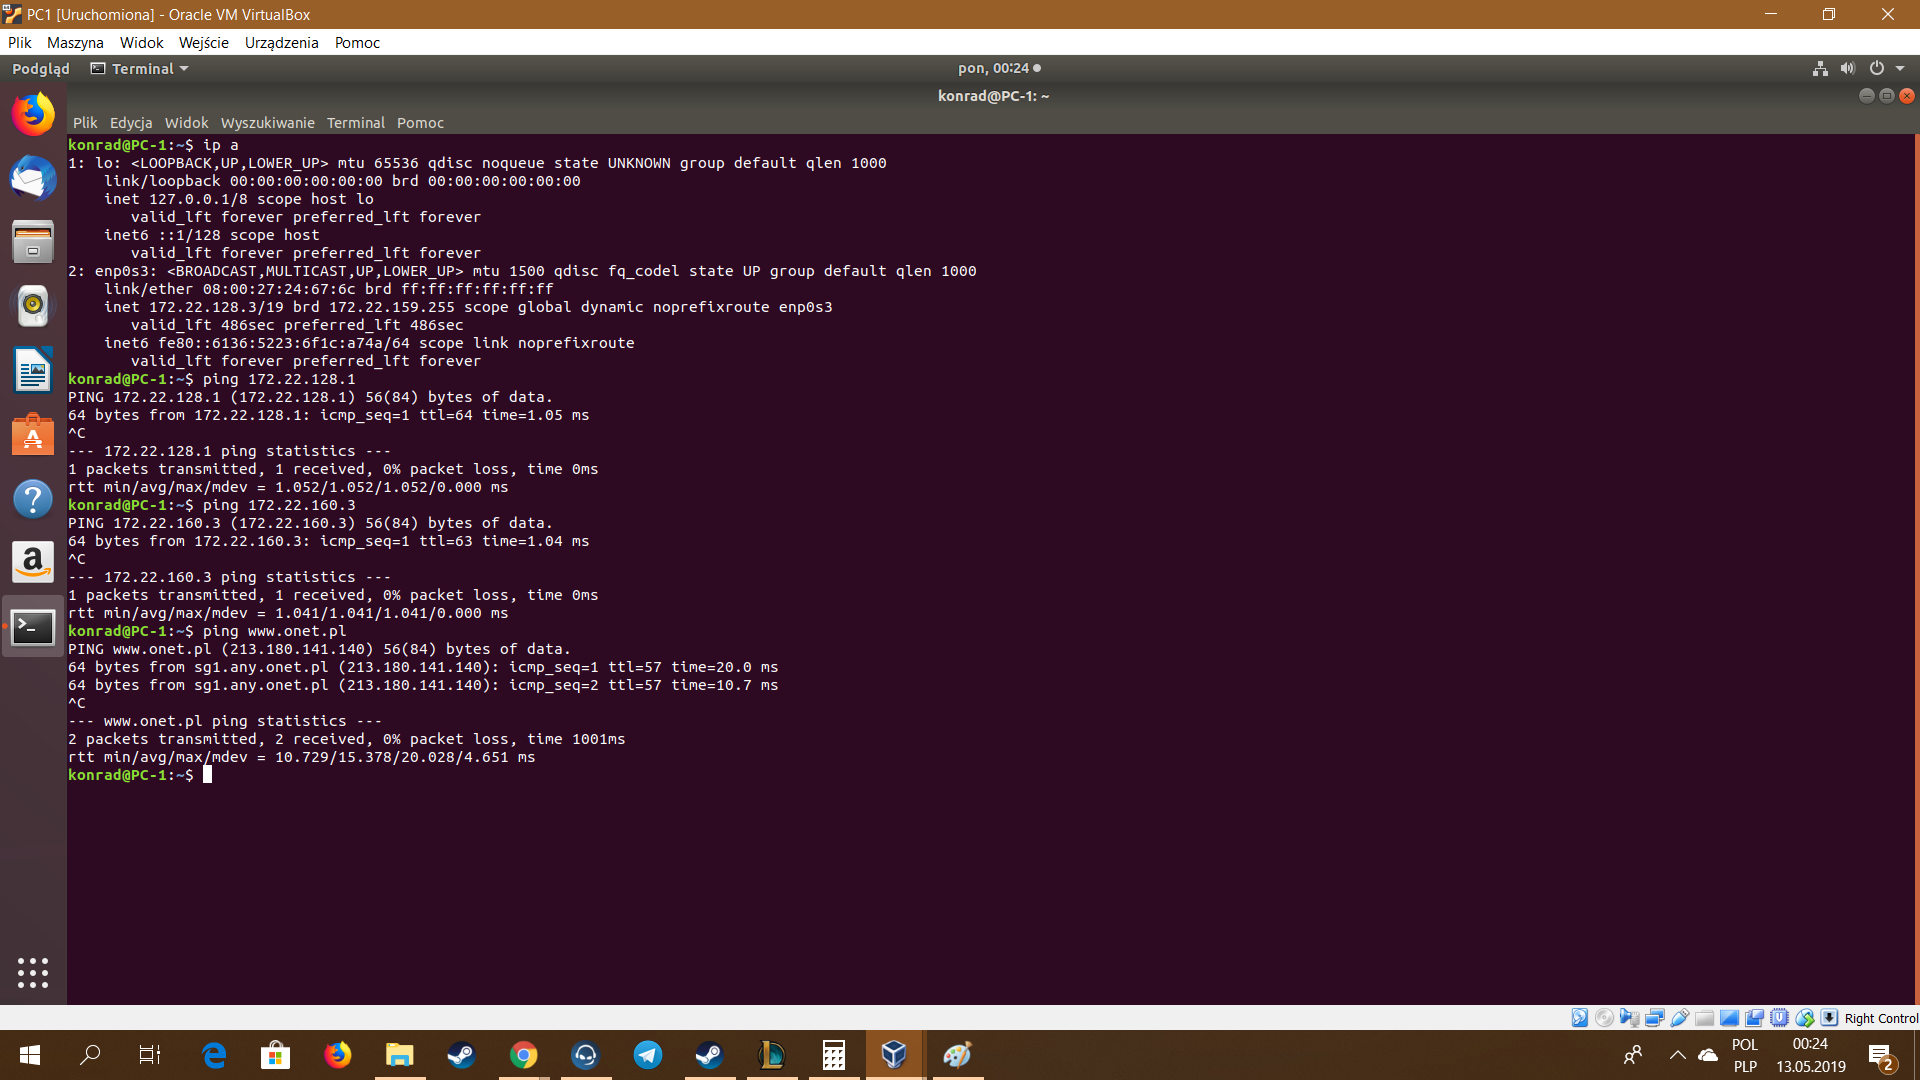 PC1 [Uruchomiona] - Oracle VM VirtualBox
Plik Maszyna Widok Wejście Urządzenia Pomoc
Podgląd Terminal pon, 00:24
konrad@PC-1: ~
Plik Edycja Widok Wyszukiwanie Terminal Pomoc
konrad@PC-1:~$ ip a
1: lo: <LOOPBACK,UP,LOWER_UP> mtu 65536 qdisc noqueue state UNKNOWN group default qlen 1000
link/loopback 00:00:00:00:00:00 brd 00:00:00:00:00:00
inet 127.0.0.1/8 scope host lo
valid_lft forever preferred_lft forever
inet6 ::1/128 scope host
valid_lft forever preferred_lft forever
2: enp0s3: <BROADCAST,MULTICAST,UP,LOWER_UP> mtu 1500 qdisc fq_codel state UP group default qlen 1000
link/ether 08:00:27:24:67:6c brd ff:ff:ff:ff:ff:ff
inet 172.22.128.3/19 brd 172.22.159.255 scope global dynamic noprefixroute enp0s3
valid_lft 486sec preferred_lft 486sec
inet6 fe80::6136:5223:6f1c:a74a/64 scope link noprefixroute
valid_lft forever preferred_lft forever
konrad@PC-1:~$ ping 172.22.128.1
PING 172.22.128.1 (172.22.128.1) 56(84) bytes of data.
64 bytes from 172.22.128.1: icmp_seq=1 ttl=64 time=1.05 ms
^C
--- 172.22.128.1 ping statistics ---
1 packets transmitted, 1 received, 0% packet loss, time 0ms
rtt min/avg/max/mdev = 1.052/1.052/1.052/0.000 ms
konrad@PC-1:~$ ping 172.22.160.3
PING 172.22.160.3 (172.22.160.3) 56(84) bytes of data.
64 bytes from 172.22.160.3: icmp_seq=1 ttl=63 time=1.04 ms
^C
--- 172.22.160.3 ping statistics ---
1 packets transmitted, 1 received, 0% packet loss, time 0ms
rtt min/avg/max/mdev = 1.041/1.041/1.041/0.000 ms
konrad@PC-1:~$ ping www.onet.pl
PING www.onet.pl (213.180.141.140) 56(84) bytes of data.
64 bytes from sg1.any.onet.pl (213.180.141.140): icmp_seq=1 ttl=57 time=20.0 ms
64 bytes from sg1.any.onet.pl (213.180.141.140): icmp_seq=2 ttl=57 time=10.7 ms
^C
--- www.onet.pl ping statistics ---
2 packets transmitted, 2 received, 0% packet loss, time 1001ms
rtt min/avg/max/mdev = 10.729/15.378/20.028/4.651 ms
konrad@PC-1:~$
Right Control
POL 00:24
PLP 13.05.2019
2